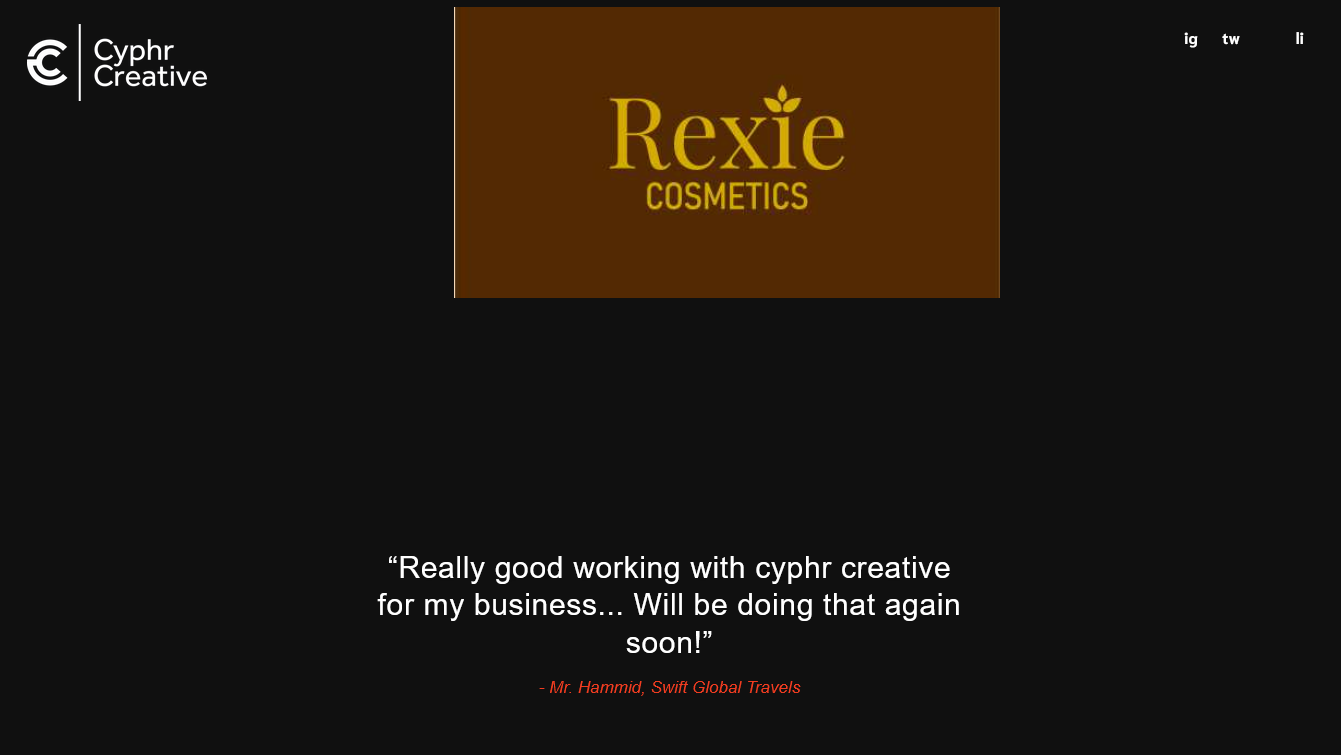 Cyphr
Creative
ig tw li
Rexie
COSMETICS
“Really good working with cyphr creative
for my business... Will be doing that again
soon!”
- Mr. Hammid, Swift Global Travels